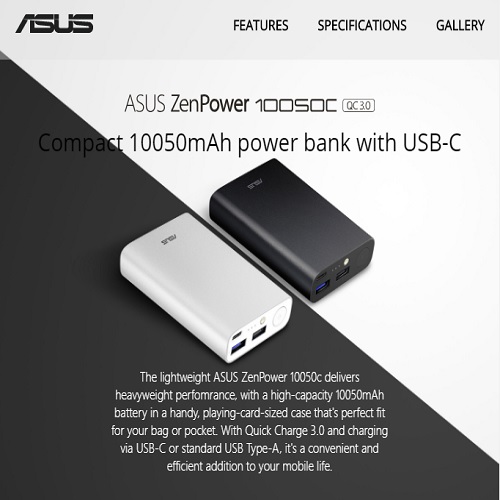 ASUS
FEATURES SPECIFICATIONS GALLERY
ASUS ZenPower 10050C QC 3.0
Compact 10050mAh power bank with USB-C
ASUS
ASUS
The lightweight ASUS ZenPower 10050c delivers
heavyweight perfomrance, with a high-capacity 10050mAh
battery in a handy, playing-card-sized case that's perfect fit
for your bag or pocket. With Quick Charge 3.0 and charging
via USB-C or standard USB Type-A, it's a convenient and
efficient addition to your mobile life.